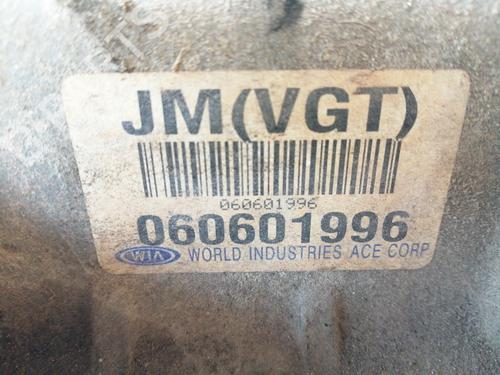 JM(VGT)
060601996
060601996
WIA WORLD INDUSTRIES ACE CORP